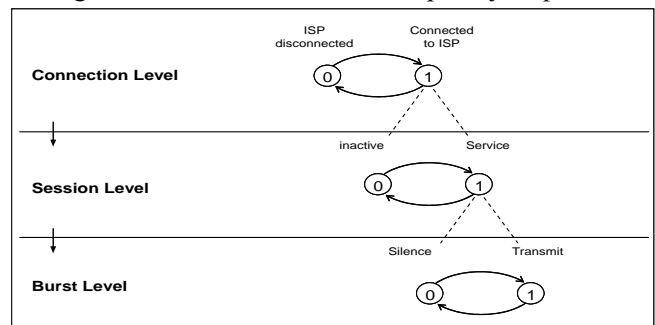 ISP
disconnected
Connected
to ISP
0
1
Connection Level
inactive
Service
0
1
Session Level
Silence
Transmit
0
1
Burst Level